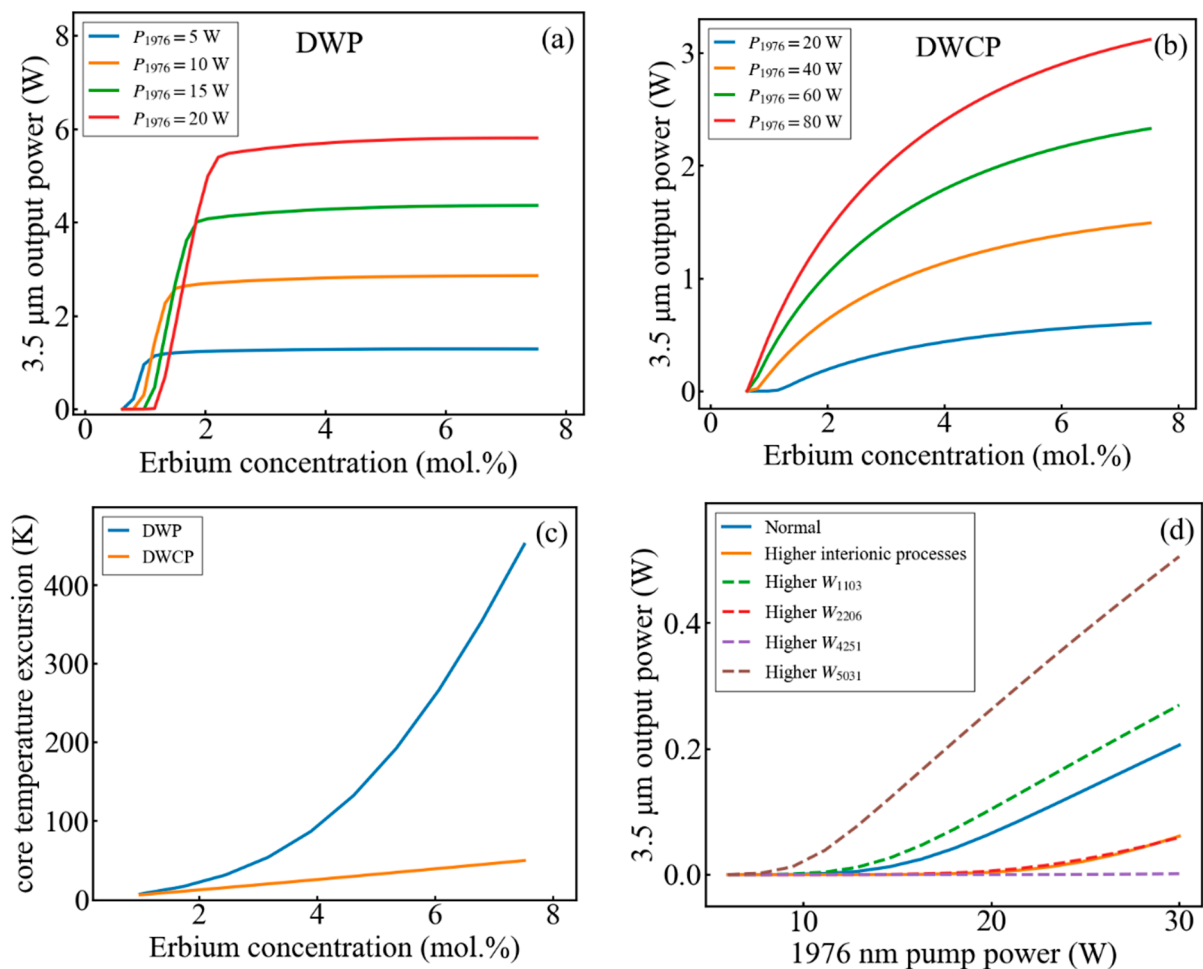 (a)
DWP
P1976 = 5 W
P1976 = 10 W
P1976 = 15 W
P1976 = 20 W
3.5 μm output power (W)
8
6
4
2
0
0 2 4 6 8
Erbium concentration (mol.%)
(b)
DWCP
P1976 = 20 W
P1976 = 40 W
P1976 = 60 W
P1976 = 80 W
3.5 μm output power (W)
3
2
1
0
0 2 4 6 8
Erbium concentration (mol.%)
(c)
DWP
DWCP
core temperature excursion (K)
400
300
200
100
0
2 4 6 8
Erbium concentration (mol.%)
(d)
Normal
Higher interionic processes
Higher W1103
Higher W2206
Higher W4251
Higher W5031
3.5 μm output power (W)
0.4
0.2
0.0
10 20 30
1976 nm pump power (W)